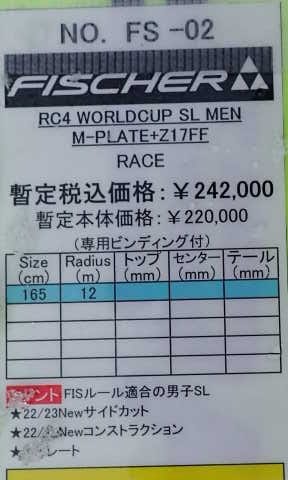 NO. FS-02
FISCHER
RC4 WORLDCUP SL MEN
M-PLATE+Z17FF
RACE
暫定税込価格:￥242,000
暫定本体価格:￥220,000
(専用ビンディング付)
Size (cm) Radius (m) トップ (mm) センター (mm) テール (mm)
165 12
ント FISルール適合の男子SL
★22/23Newサイドカット
★22/ Newコンストラクション
★ レート